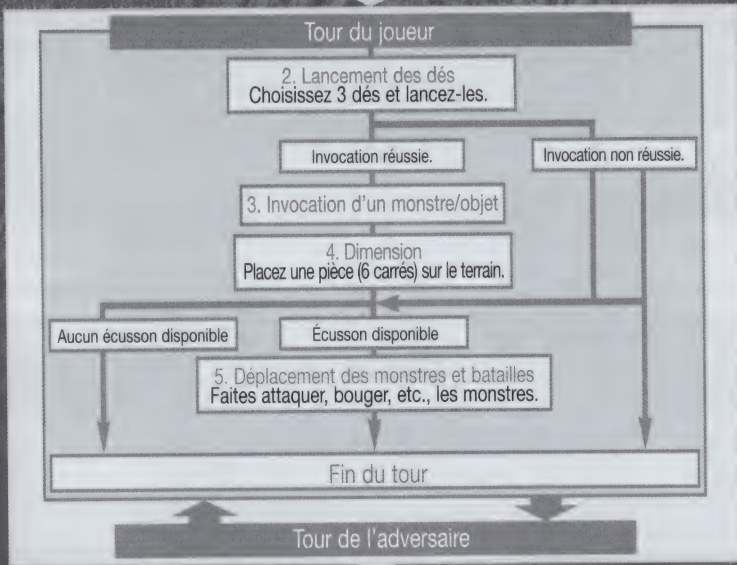 Tour du joueur
2. Lancement des dés
Choisissez 3 dés et lancez-les.
Invocation réussie.
Invocation non réussie.
3. Invocation d'un monstre/objet
4. Dimension
Placez une pièce (6 carrés) sur le terrain.
Aucun écusson disponible
Écusson disponible
5. Déplacement des monstres et batailles
Faites attaquer, bouger, etc., les monstres.
Fin du tour
Tour de l'adversaire